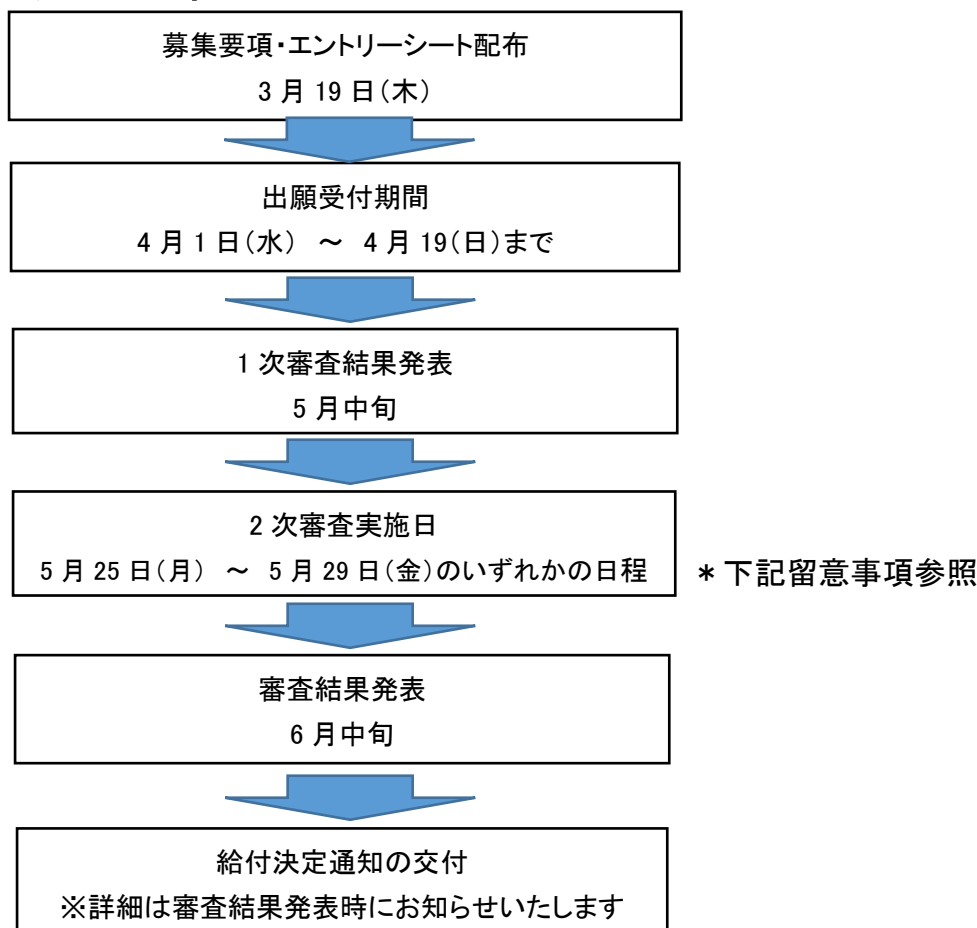 募集要項・エントリーシート配布
3月19日(木)
出願受付期間
4月1日(水) ～ 4月19(日)まで
1次審査結果発表
5月中旬
2次審査実施日
5月25日(月) ～ 5月29日(金)のいずれかの日程
＊下記留意事項参照
審査結果発表
6月中旬
給付決定通知の交付
※詳細は審査結果発表時にお知らせいたします